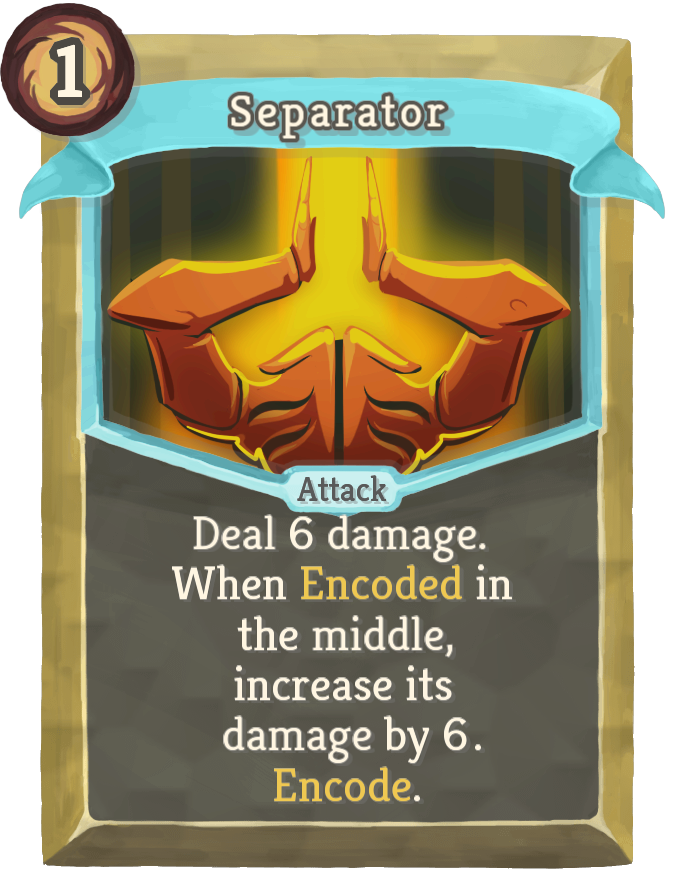 1
Separator
Attack
Deal 6 damage.
When Encoded in
the middle,
increase its
damage by 6.
Encode.